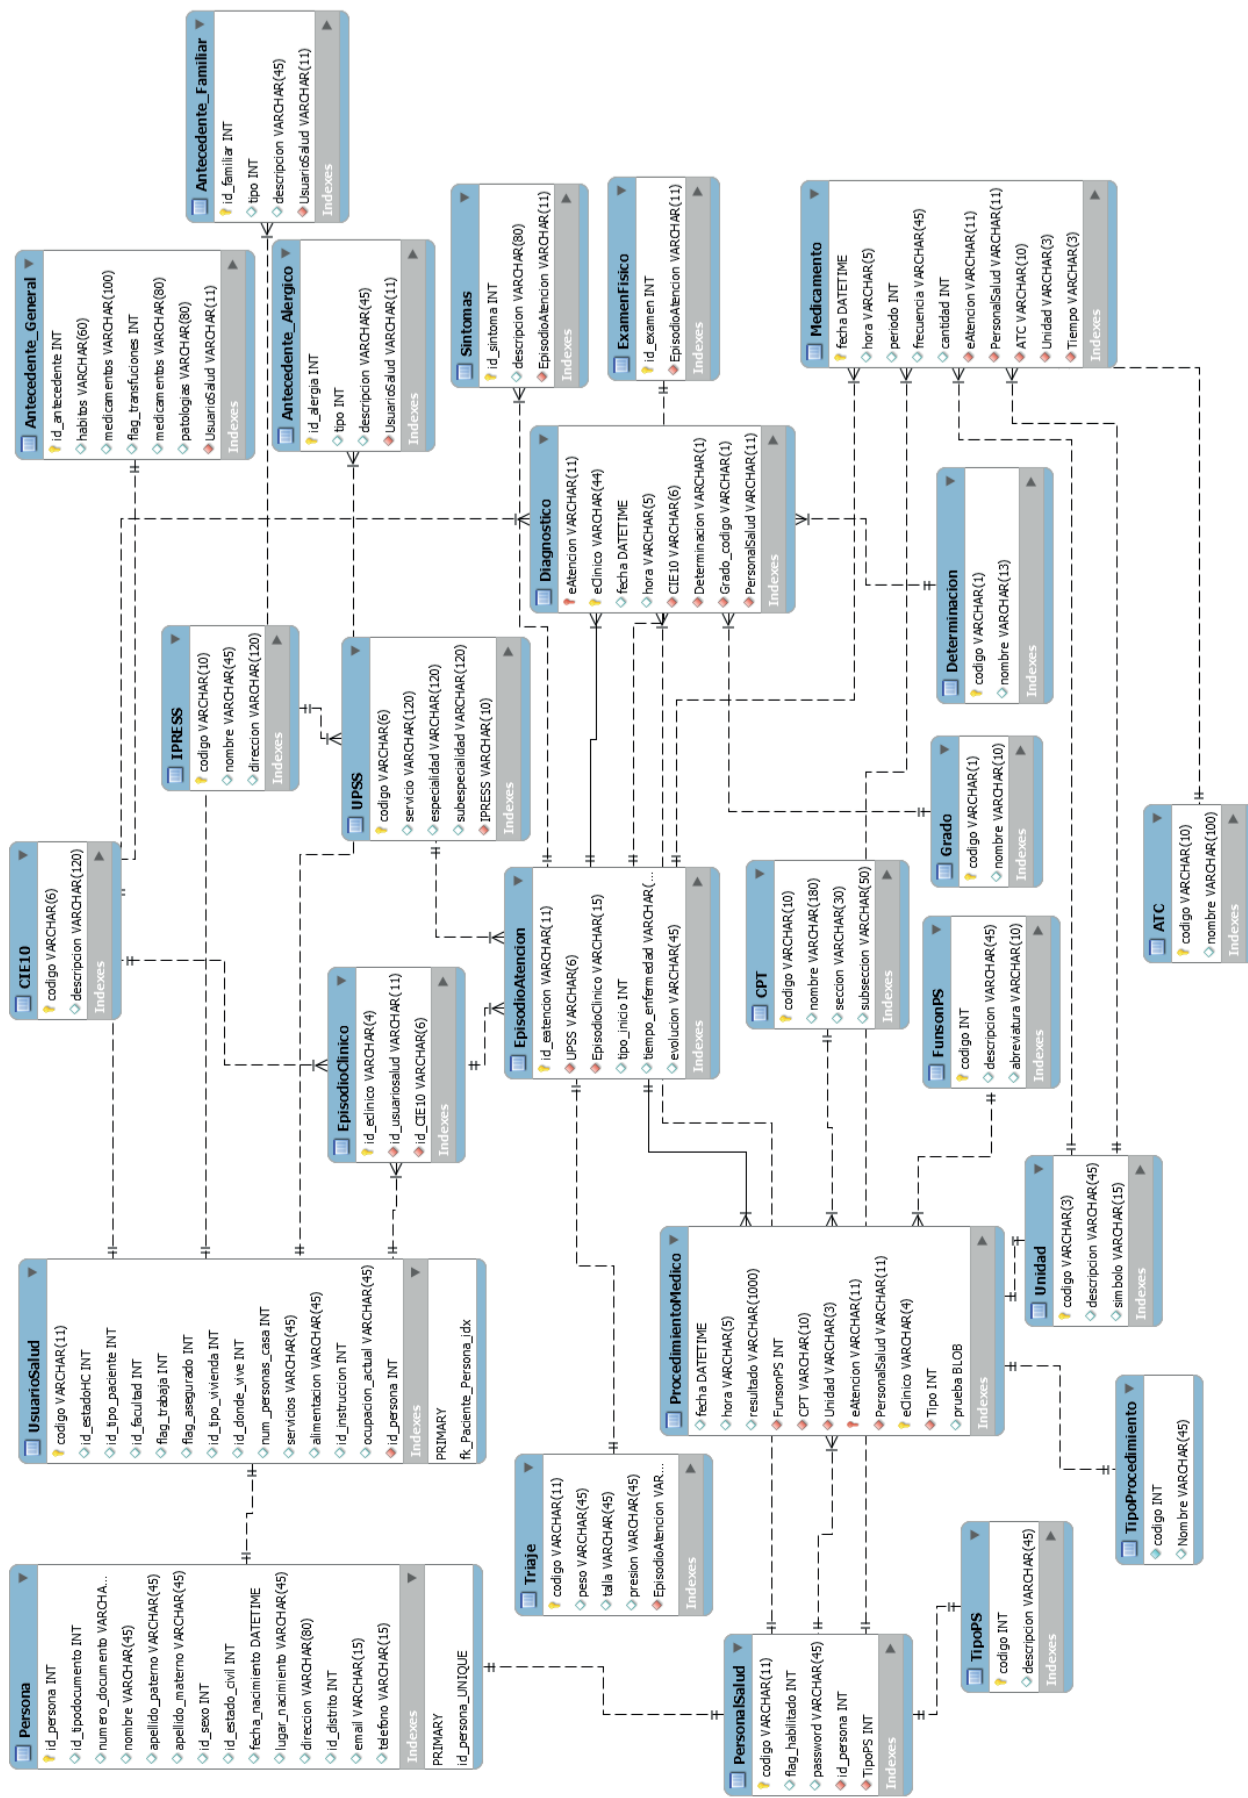 Persona
id_persona INT
id_tipodocumento INT
numero_documento VARCHA...
nombre VARCHAR(45)
apellido_paterno VARCHAR(45)
apellido_materno VARCHAR(45)
id_sexo INT
id_estado_civil INT
fecha_nacimiento DATETIME
lugar_nacimiento VARCHAR(45)
direccion VARCHAR(80)
id_distrito INT
email VARCHAR(15)
telefono VARCHAR(15)
Indexes
PRIMARY
id_persona_UNIQUE
UsuarioSalud
codigo VARCHAR(11)
id_estadoHC INT
id_tipo_paciente INT
id_facultad INT
flag_trabaja INT
flag_asegurado INT
id_tipo_vivienda INT
id_donde_vive INT
num_personas_casa INT
servicios VARCHAR(45)
alimentacion VARCHAR(45)
id_instruccion INT
ocupacion_actual VARCHAR(45)
id_persona INT
Indexes
PRIMARY
fk_Paciente_Persona_idx
CIE10
codigo VARCHAR(6)
descripcion VARCHAR(120)
Indexes
IPRESS
codigo VARCHAR(10)
nombre VARCHAR(45)
direccion VARCHAR(120)
Indexes
Antecedente_General
id_antecedente INT
habitos VARCHAR(60)
medicamentos VARCHAR(100)
flag_transfuciones INT
medicamentos VARCHAR(80)
patologias VARCHAR(80)
UsuarioSalud VARCHAR(11)
Indexes
Antecedente_Familiar
id_familiar INT
tipo INT
descripcion VARCHAR(45)
UsuarioSalud VARCHAR(11)
Indexes
Antecedente_Alergico
id_alergia INT
tipo INT
descripcion VARCHAR(45)
UsuarioSalud VARCHAR(11)
Indexes
EpisodioClinico
id_eclinico VARCHAR(4)
id_usuariosalud VARCHAR(11)
id_CIE10 VARCHAR(6)
Indexes
UPSS
codigo VARCHAR(6)
servicio VARCHAR(120)
especialidad VARCHAR(120)
subespecialidad VARCHAR(120)
IPRESS VARCHAR(10)
Indexes
Sintomas
id_sintoma INT
descripcion VARCHAR(80)
EpisodioAtencion VARCHAR(11)
Indexes
Triaje
codigo VARCHAR(11)
peso VARCHAR(45)
talla VARCHAR(45)
presion VARCHAR(45)
EpisodioAtencion VAR...
Indexes
EpisodioAtencion
id_eatencion VARCHAR(11)
UPSS VARCHAR(6)
EpisodioClinico VARCHAR(15)
tipo_inicio INT
tiempo_enfermedad VARCHAR(...
evolucion VARCHAR(45)
Indexes
Diagnostico
eAtencion VARCHAR(11)
eClinico VARCHAR(44)
fecha DATETIME
hora VARCHAR(5)
CIE10 VARCHAR(6)
Determinacion VARCHAR(1)
Grado_codigo VARCHAR(1)
PersonalSalud VARCHAR(11)
Indexes
ExamenFisico
id_examen INT
EpisodioAtencion VARCHAR(11)
Indexes
PersonalSalud
codigo VARCHAR(11)
flag_habilitado INT
password VARCHAR(45)
id_persona INT
TipoPS INT
Indexes
ProcedimientoMedico
fecha DATETIME
hora VARCHAR(5)
resultado VARCHAR(1000)
FunsonPS INT
CPT VARCHAR(10)
Unidad VARCHAR(3)
eAtencion VARCHAR(11)
PersonalSalud VARCHAR(11)
eClinico VARCHAR(4)
Tipo INT
prueba BLOB
Indexes
CPT
codigo VARCHAR(10)
nombre VARCHAR(180)
seccion VARCHAR(30)
subseccion VARCHAR(50)
Indexes
Medicamento
fecha DATETIME
hora VARCHAR(5)
periodo INT
frecuencia VARCHAR(45)
cantidad INT
eAtencion VARCHAR(11)
PersonalSalud VARCHAR(11)
ATC VARCHAR(10)
Unidad VARCHAR(3)
Tiempo VARCHAR(3)
Indexes
FunsonPS
codigo INT
descripcion VARCHAR(45)
abreviatura VARCHAR(10)
Indexes
Grado
codigo VARCHAR(1)
nombre VARCHAR(10)
Indexes
Determinacion
codigo VARCHAR(1)
nombre VARCHAR(13)
Indexes
TipoPS
codigo INT
descripcion VARCHAR(45)
Indexes
Unidad
codigo VARCHAR(3)
descripcion VARCHAR(45)
simbolo VARCHAR(15)
Indexes
TipoProcedimiento
codigo INT
Nombre VARCHAR(45)
ATC
codigo VARCHAR(10)
nombre VARCHAR(100)
Indexes